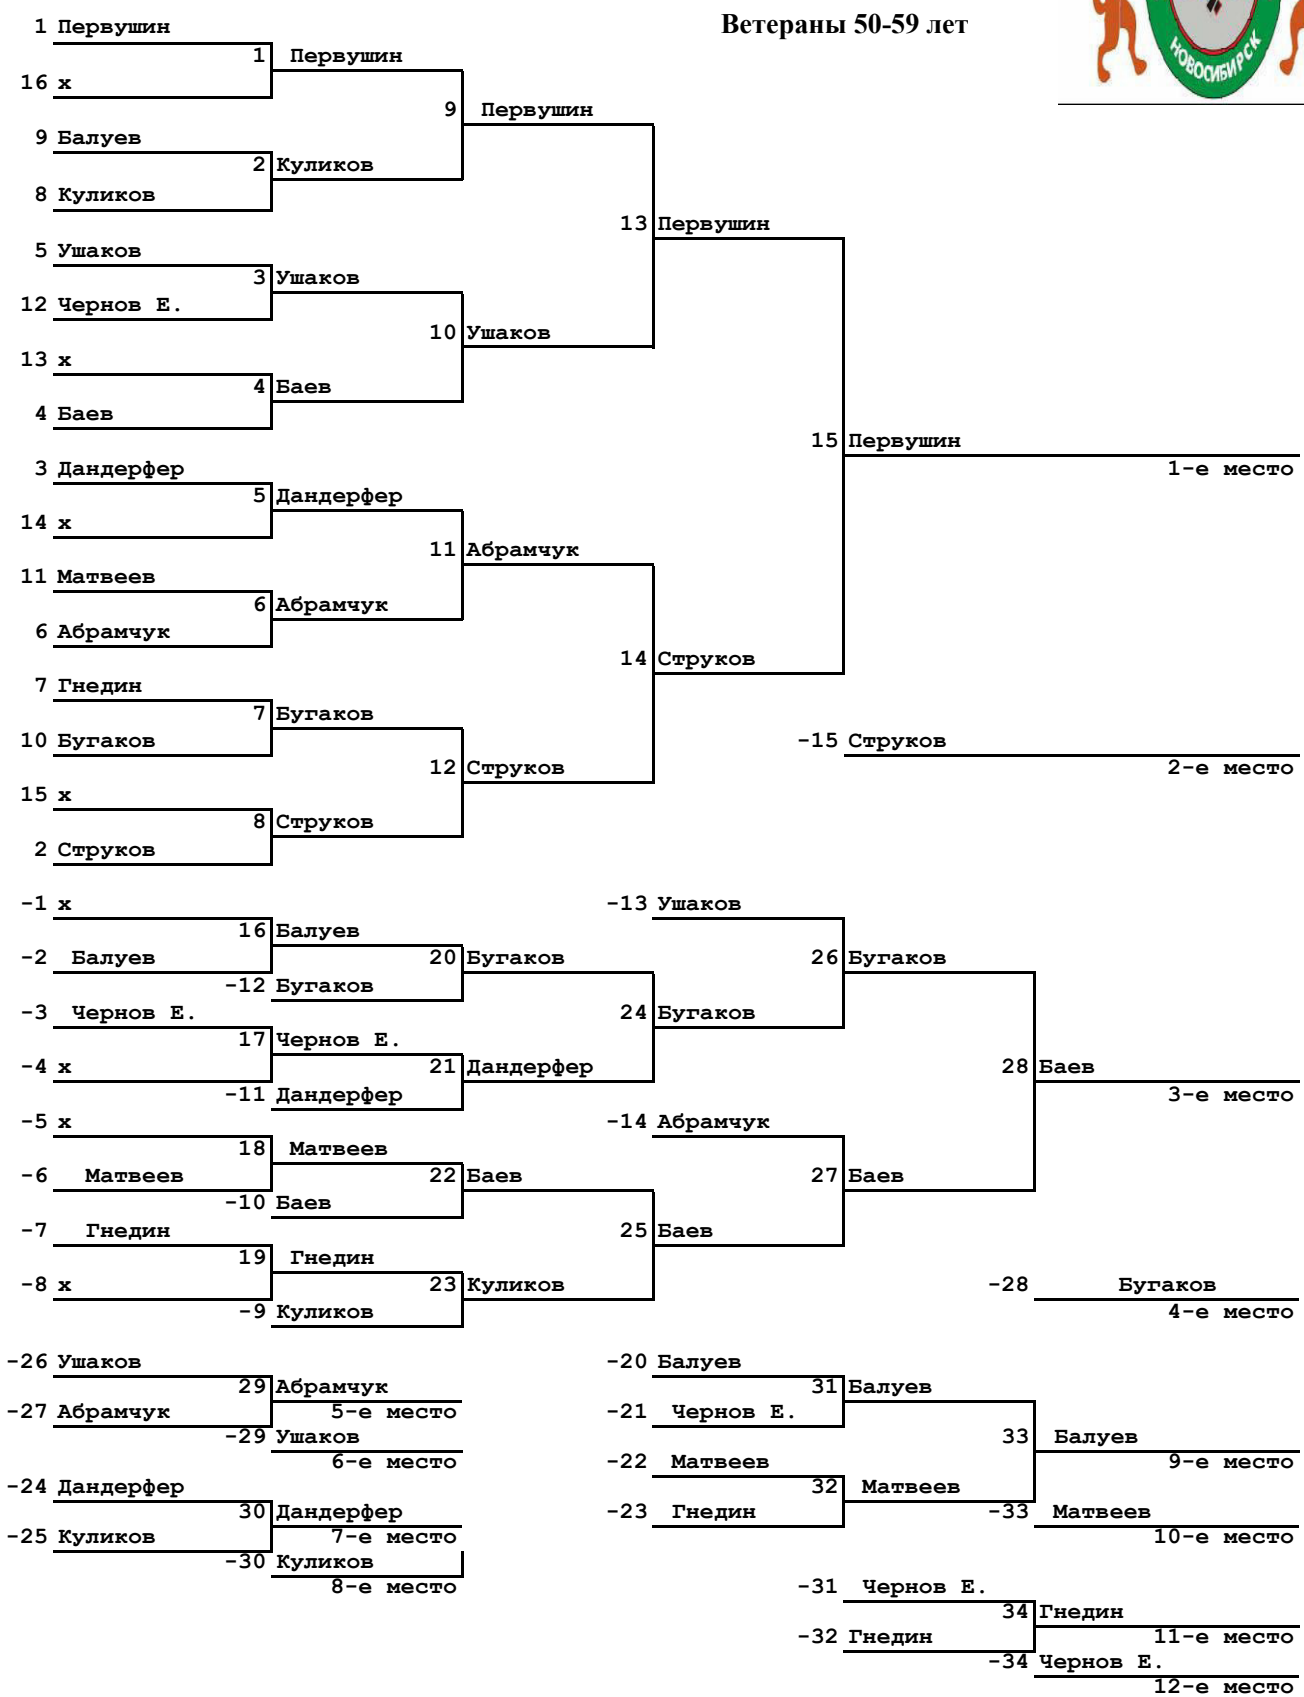 Ветераны 50-59 лет
НОВОСИБИРСК
1 Первушин
1 Первушин
16 х
9 Первушин
9 Балуев
2 Куликов
8 Куликов
13 Первушин
5 Ушаков
3 Ушаков
12 Чернов Е.
10 Ушаков
13 х
4 Баев
4 Баев
15 Первушин
1-е место
3 Дандерфер
5 Дандерфер
14 х
11 Абрамчук
11 Матвеев
6 Абрамчук
6 Абрамчук
14 Струков
7 Гнедин
7 Бугаков
10 Бугаков
-15 Струков
2-е место
12 Струков
15 х
8 Струков
2 Струков
-1 х
-13 Ушаков
16 Балуев
-2 Балуев
20 Бугаков
26 Бугаков
-12 Бугаков
-3 Чернов Е.
24 Бугаков
17 Чернов Е.
-4 х
21 Дандерфер
28 Баев
-11 Дандерфер
3-е место
-5 х
-14 Абрамчук
18 Матвеев
-6 Матвеев
22 Баев
27 Баев
-10 Баев
-7 Гнедин
25 Баев
19 Гнедин
-8 х
23 Куликов
-28 Бугаков
-9 Куликов
4-е место
-26 Ушаков
-20 Балуев
29 Абрамчук
31 Балуев
-27 Абрамчук
5-е место
-21 Чернов Е.
-29 Ушаков
33 Балуев
6-е место
-22 Матвеев
9-е место
-24 Дандерфер
32 Матвеев
30 Дандерфер
-23 Гнедин
-33 Матвеев
-25 Куликов
7-е место
10-е место
-30 Куликов
8-е место
-31 Чернов Е.
34 Гнедин
-32 Гнедин
11-е место
-34 Чернов Е.
12-е место